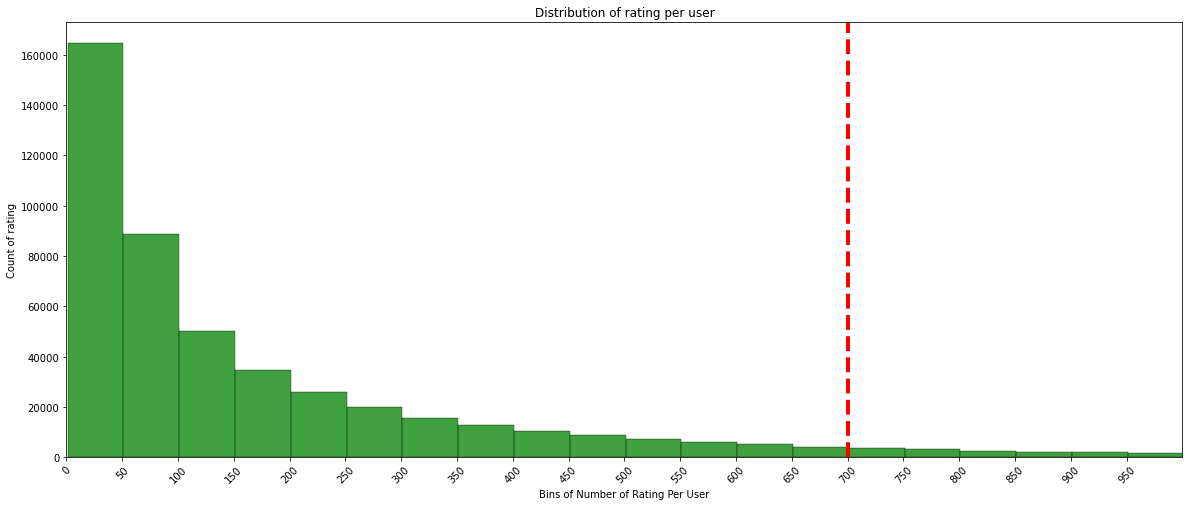 Distribution of rating per user
Count of rating
160000
140000
120000
100000
80000
60000
40000
20000
0
0 50 100 150 200 250 300 350 400 450 500 550 600 650 700 750 800 850 900 950
Bins of Number of Rating Per User